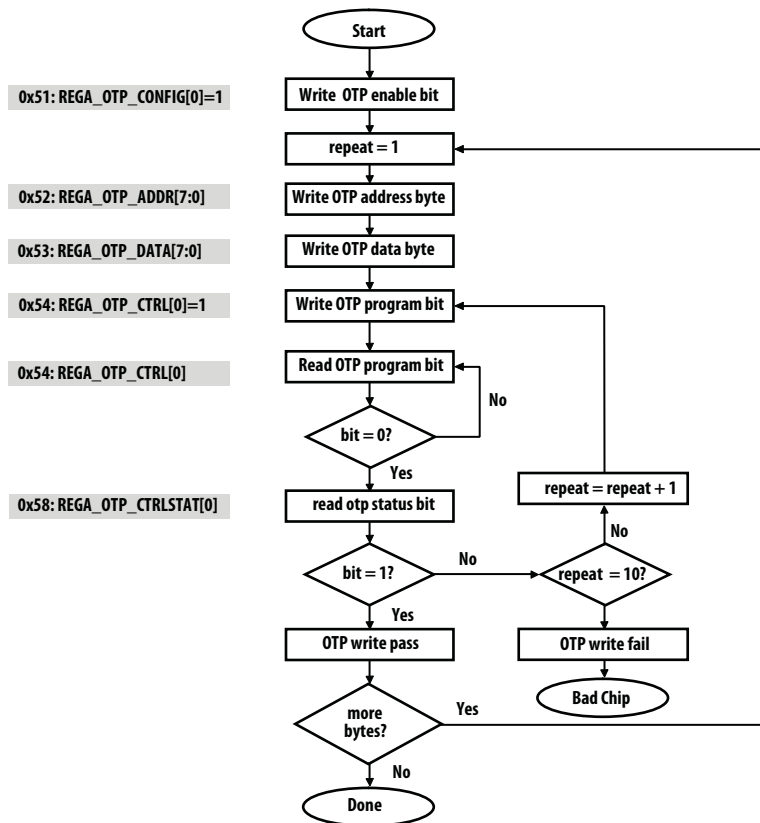 Start
0x51: REGA_OTP_CONFIG[0]=1
Write OTP enable bit
repeat = 1
0x52: REGA_OTP_ADDR[7:0]
Write OTP address byte
0x53: REGA_OTP_DATA[7:0]
Write OTP data byte
0x54: REGA_OTP_CTRL[0]=1
Write OTP program bit
0x54: REGA_OTP_CTRL[0]
Read OTP program bit
No
bit = 0?
Yes
0x58: REGA_OTP_CTRLSTAT[0]
read otp status bit
repeat = repeat + 1
No
bit = 1?
No
repeat = 10?
Yes
OTP write pass
OTP write fail
Bad Chip
more
bytes?
Yes
No
Done